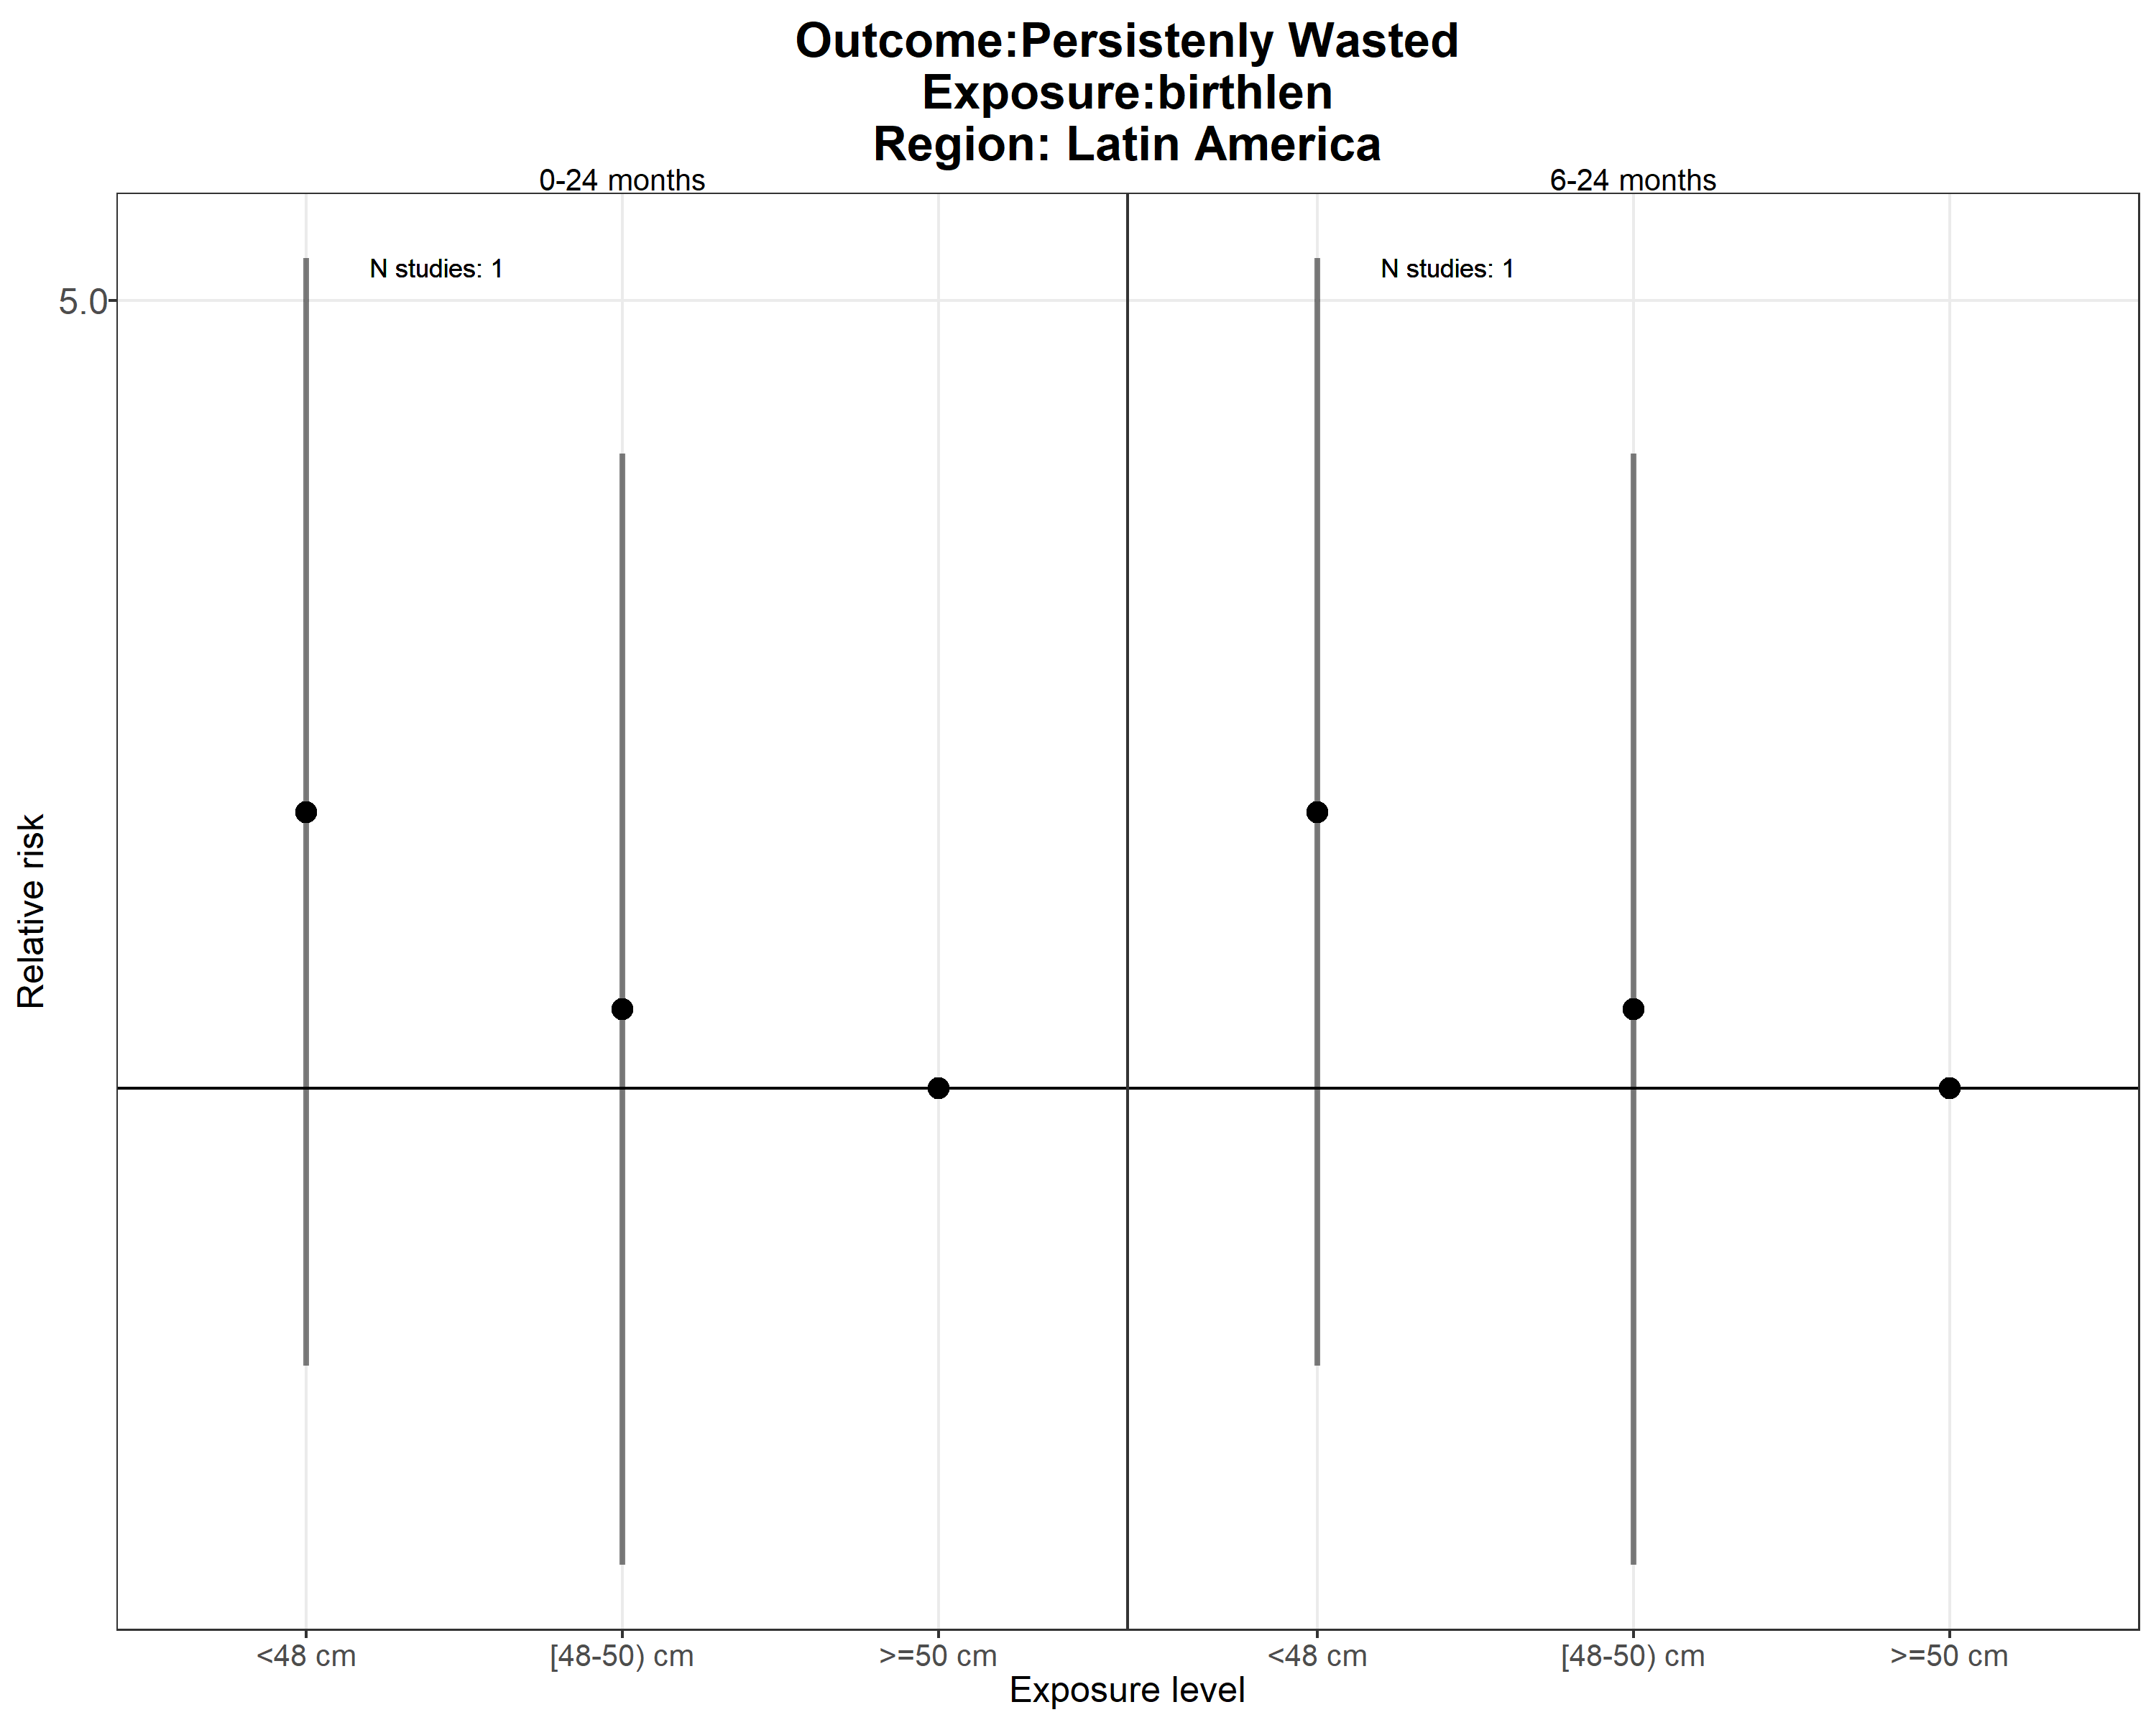 Outcome:Persistenly Wasted
Exposure:birthlen
Region: Latin America
0-24 months
6-24 months
N studies: 1
N studies: 1
5.0
Relative risk
<48 cm
[48-50) cm
>=50 cm
<48 cm
[48-50) cm
>=50 cm
Exposure level